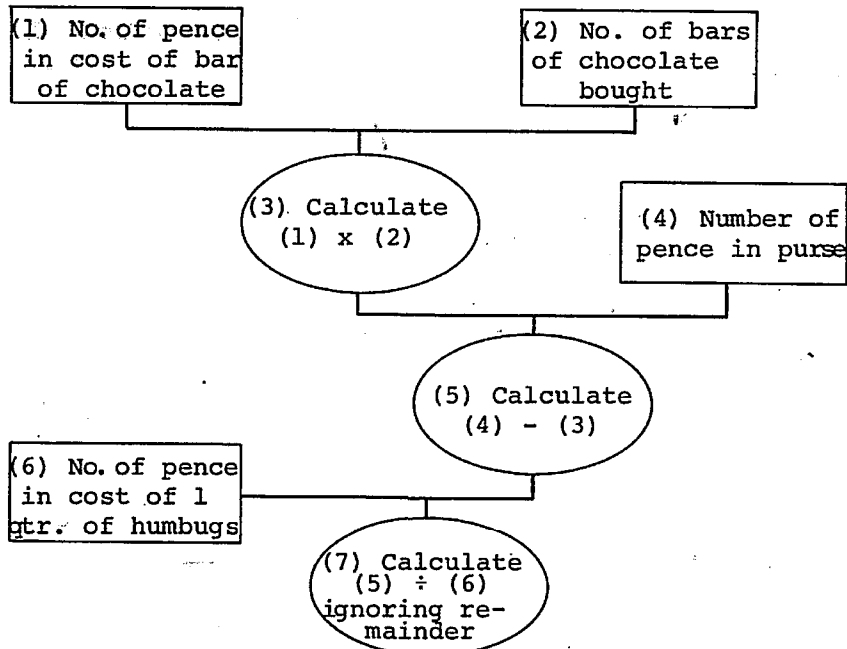 (1) No. of pence
in cost of bar
of chocolate
(2) No. of bars
of chocolate
bought
(3) Calculate
(1) x (2)
(4) Number of
pence in purse
(5) Calculate
(4) - (3)
(6) No. of pence
in cost of 1
qtr. of humbugs
(7) Calculate
(5) ÷ (6)
ignoring re-
mainder